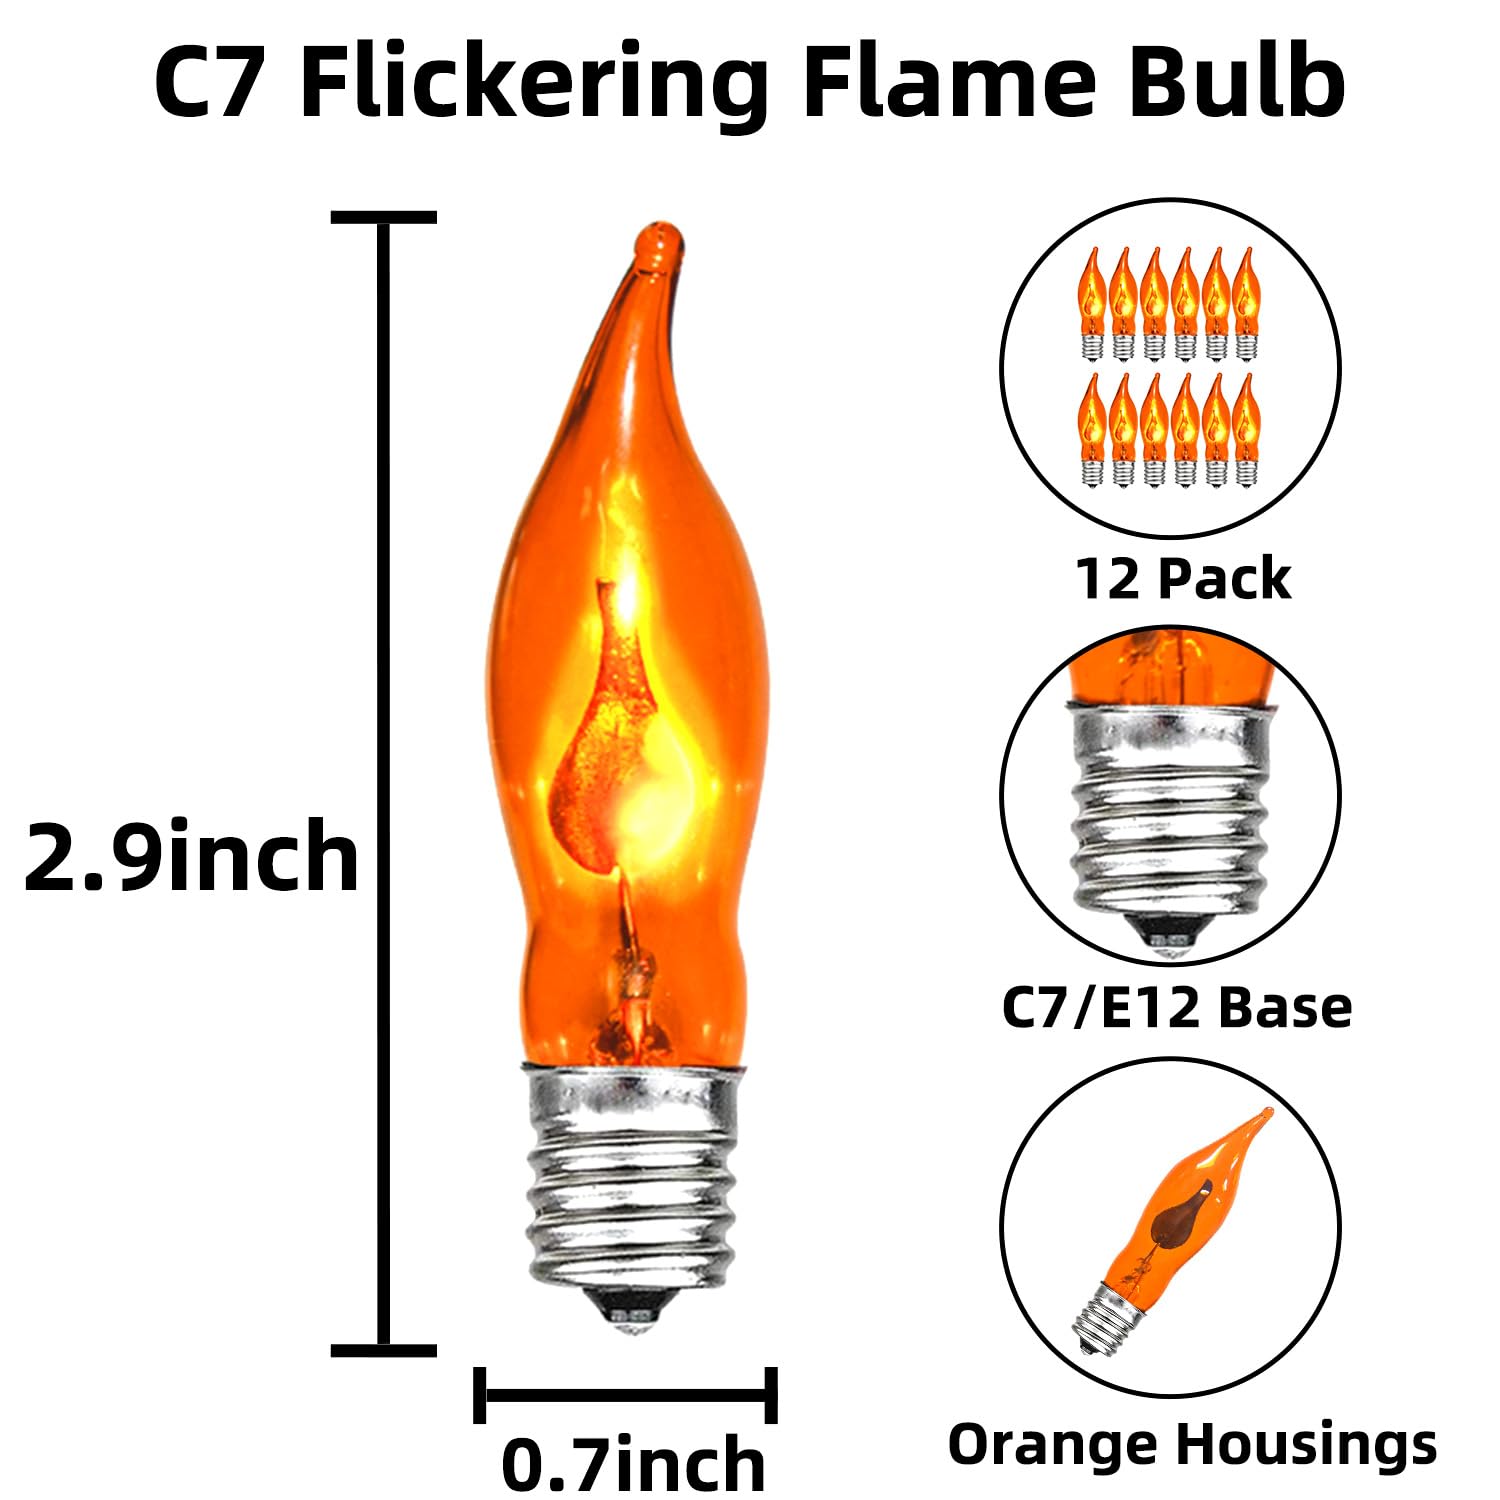 C7 Flickering Flame Bulb
2.9inch
0.7inch
12 Pack
C7/E12 Base
Orange Housings